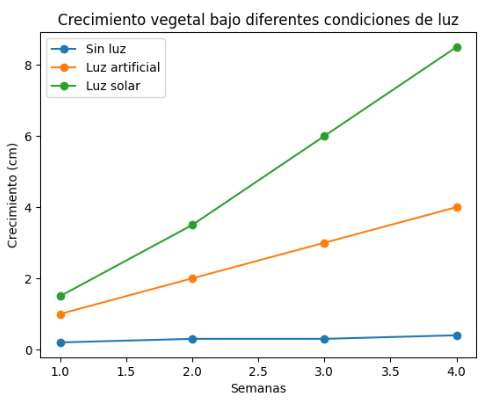 Crecimiento vegetal bajo diferentes condiciones de luz
Sin luz
Luz artificial
Luz solar
Crecimiento (cm)
8
6
4
2
0
1.0 1.5 2.0 2.5 3.0 3.5 4.0
Semanas